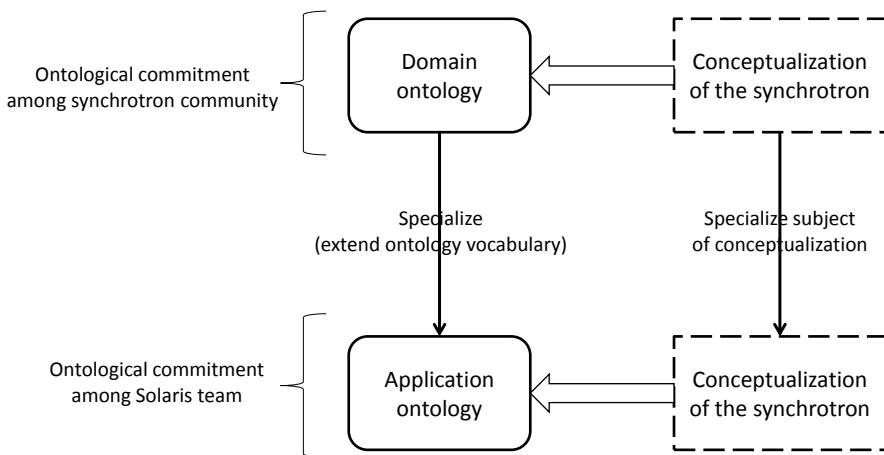 Ontological commitment
among synchrotron community
Domain
ontology
Conceptualization
of the synchrotron
Specialize
(extend ontology vocabulary)
Specialize subject
of conceptualization
Ontological commitment
among Solaris team
Application
ontology
Conceptualization
of the synchrotron